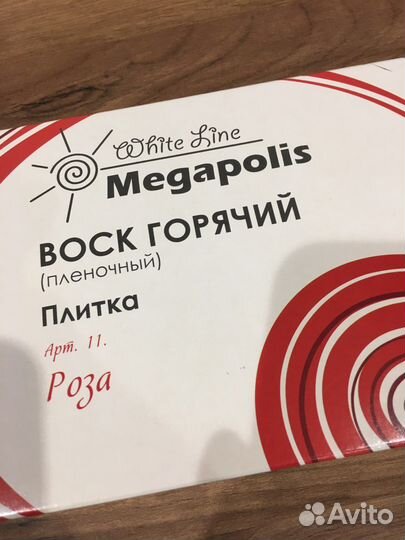 White Line
Megapolis
ВОСК ГОРЯЧИЙ
(пленочный)
Плитка
Арт. 11.
Роза
Avito